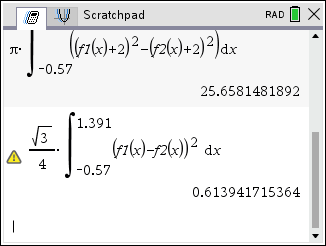 Scratchpad RAD
π·∫_{-0.57} ((f1(x)+2)²-(f2(x)+2)²)dx
25.6581481892
√3/4·∫_{-0.57}^{1.391} (f1(x)-f2(x))² dx
0.613941715364